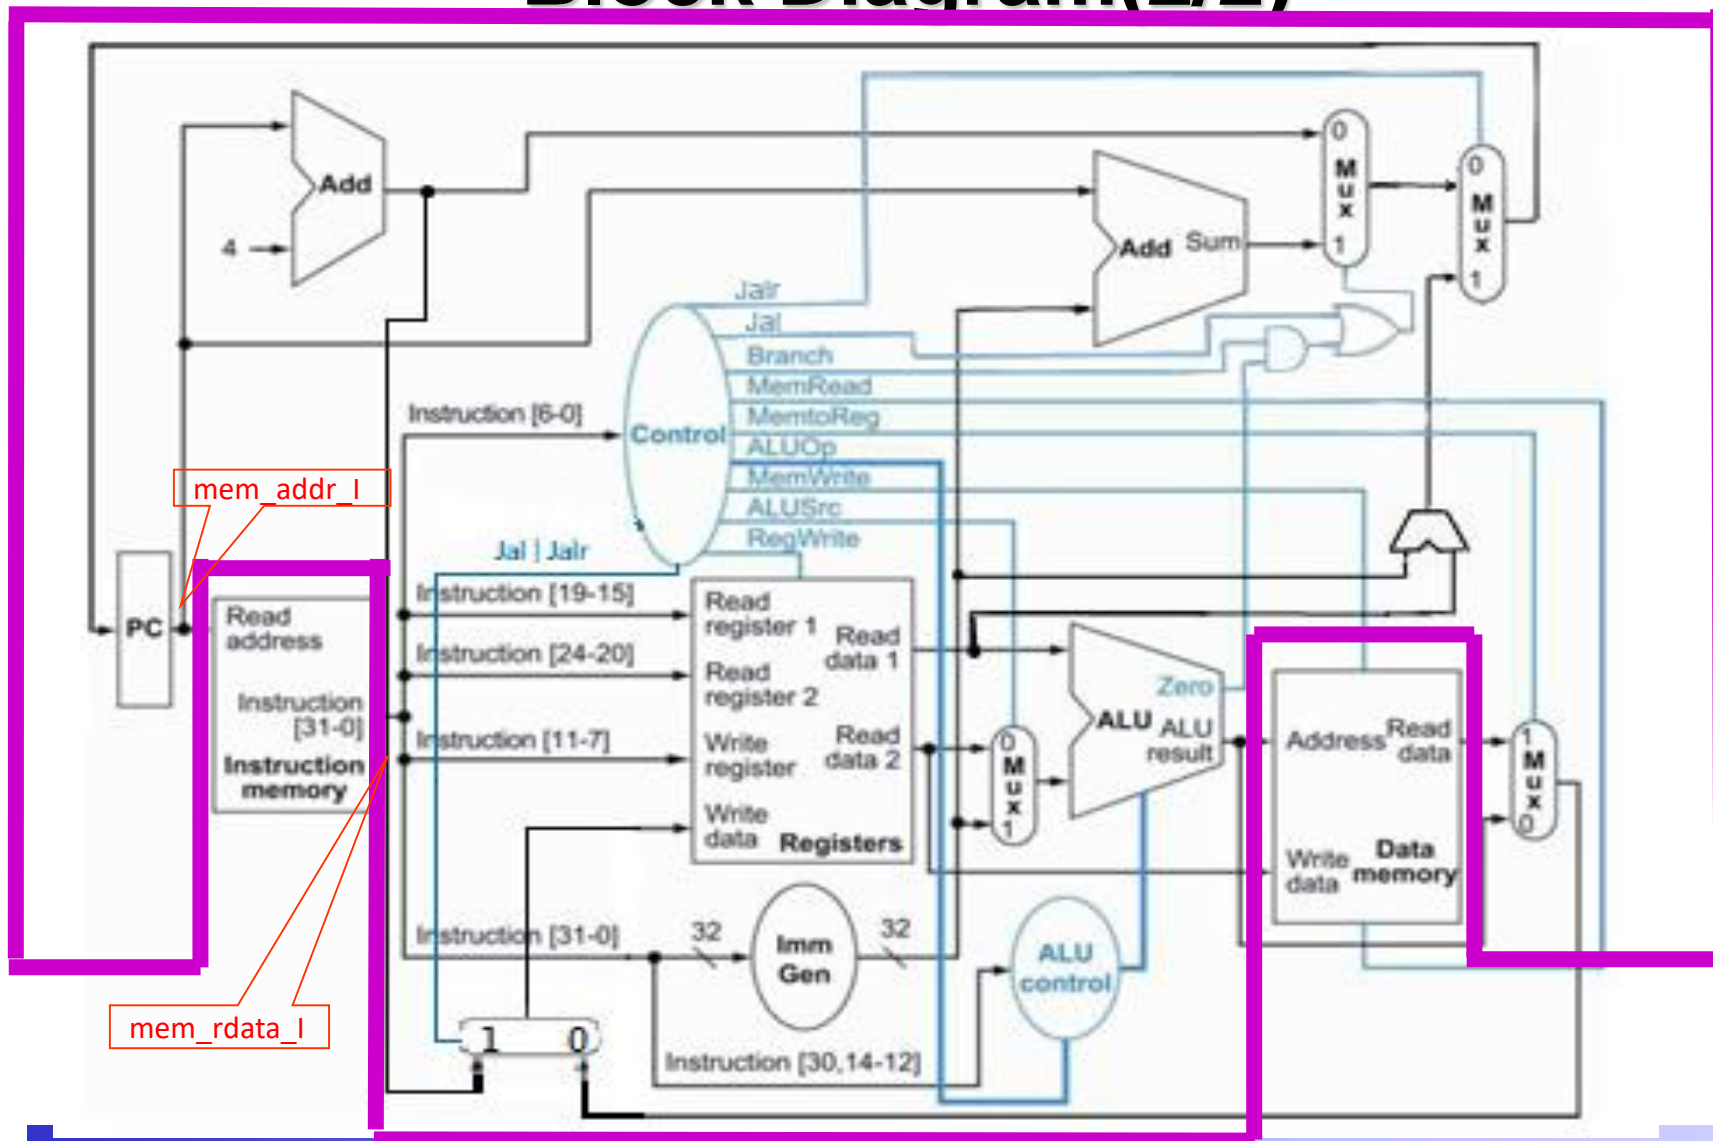 Block Diagram(2/2)
Add
4
0
M
u
x
1
0
M
u
x
1
Add Sum
Jalr
Jal
Branch
MemRead
MemtoReg
ALUOp
MemWrite
ALUSrc
RegWrite
Instruction [6-0]
Control
mem_addr_I
Jal | Jalr
PC
Read
address
Instruction
[31-0]
Instruction
memory
Instruction [19-15]
Instruction [24-20]
Instruction [11-7]
Read
register 1
Read
data 1
Read
register 2
Write
register
Read
data 2
Write
data
Registers
0
M
u
x
1
Zero
ALU
ALU
result
Address
Read
data
Write
data
Data
memory
1
M
u
x
0
Instruction [31-0]
32
Imm
Gen
32
ALU
control
mem_rdata_I
1 0
Instruction [30,14-12]